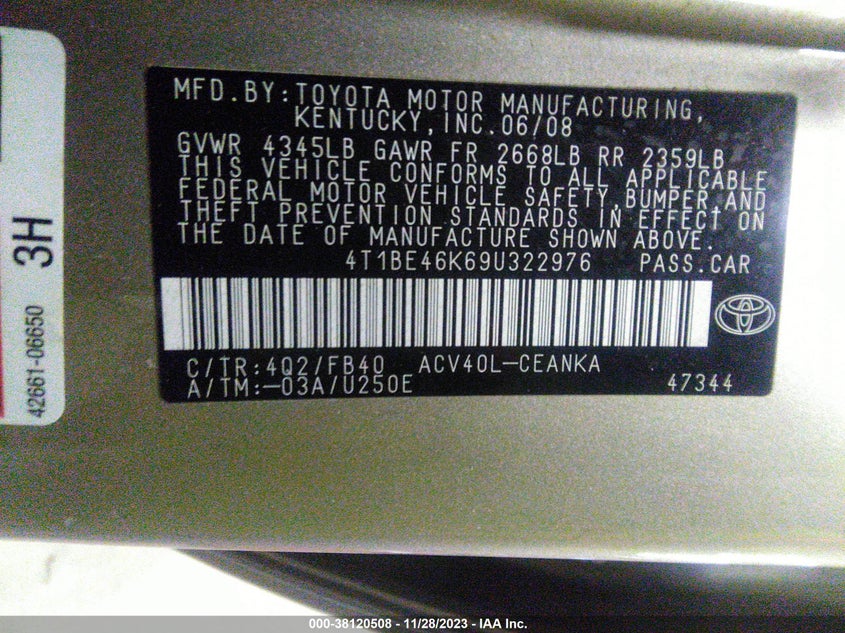 MFD.BY:TOYOTA MOTOR MANUFACTURING,
KENTUCKY,INC.06/08
GVWR 4345LB GAWR FR 2668LB RR 2359LB
THIS VEHICLE CONFORMS TO ALL APPLICABLE
FEDERAL MOTOR VEHICLE SAFETY,BUMPER,AND
THEFT PREVENTION STANDARDS IN EFFECT ON
THE DATE OF MANUFACTURE SHOWN ABOVE.
4T1BE46K69U322976 PASS.CAR
C/TR:4Q2/FB40 ACV40L-CEANKA
A/TM:-03A/U250E 47344
3H
42661-06650
000-38120508 - 11/28/2023 - © IAA Inc.